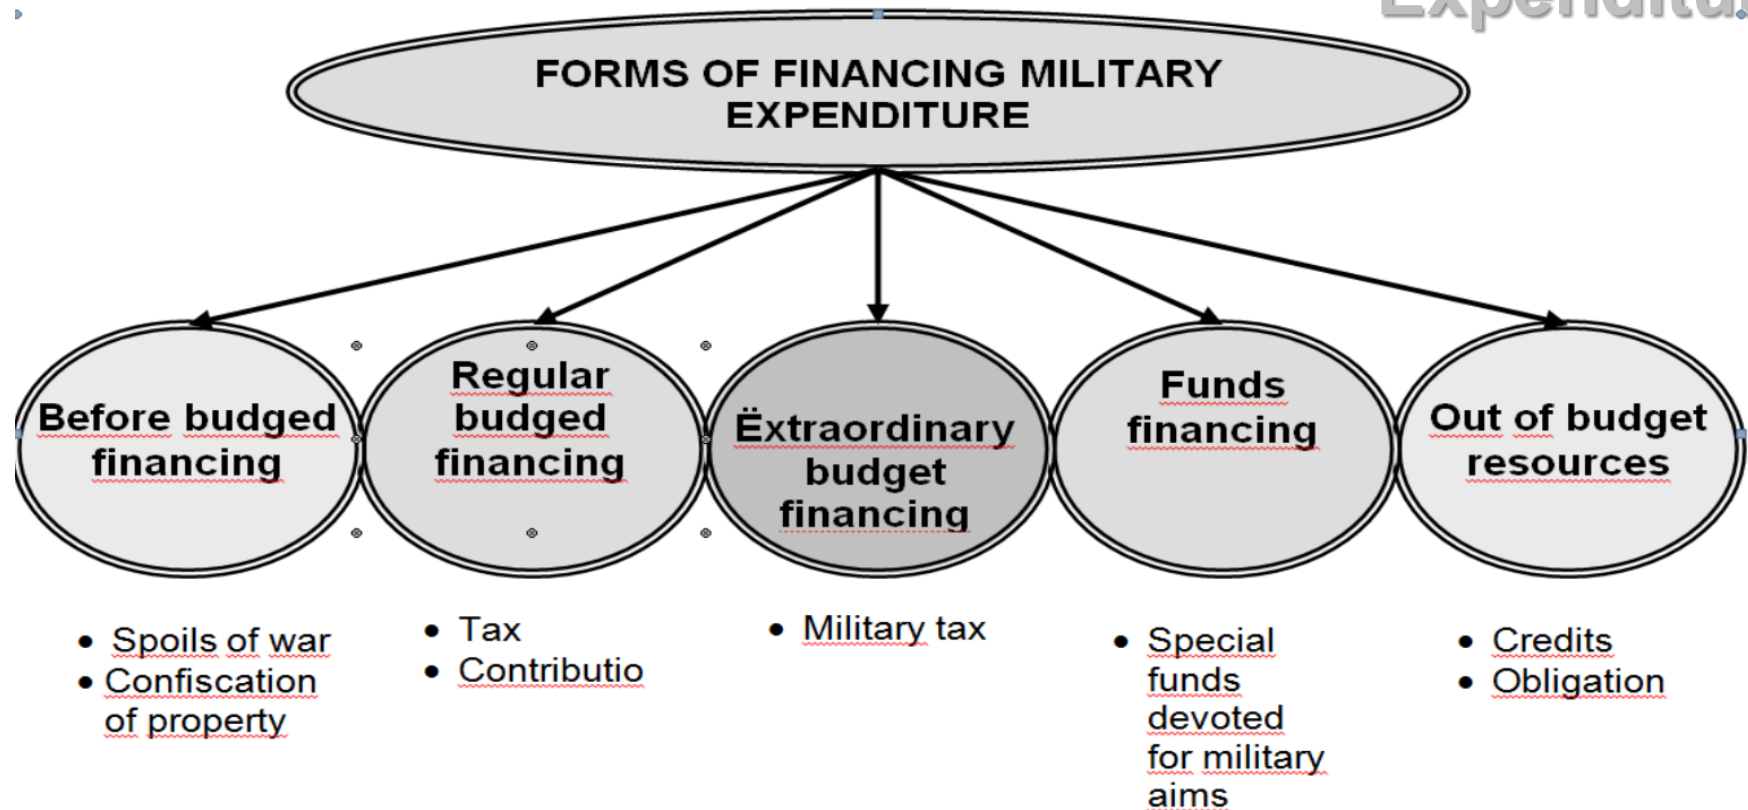 Expenditu
FORMS OF FINANCING MILITARY
EXPENDITURE
Before budged
financing
Regular
budged
financing
Ëxtraordinary
budget
financing
Funds
financing
Out of budget
resources
• Spoils of war
• Confiscation
of property
• Tax
• Contributio
• Military tax
• Special
funds
devoted
for military
aims
• Credits
• Obligation